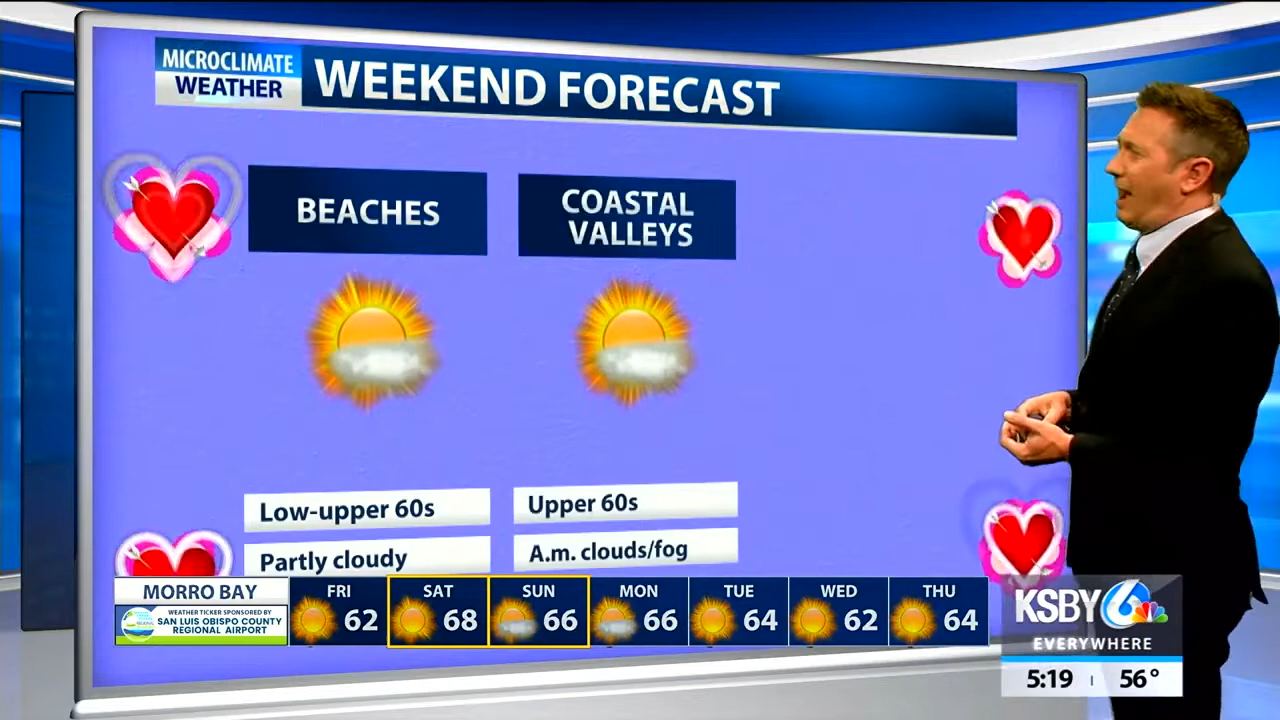 MICROCLIMATE
WEATHER
WEEKEND FORECAST
BEACHES
COASTAL
VALLEYS
Low-upper 60s
Upper 60s
Partly cloudy
A.m. clouds/fog
MORRO BAY
WEATHER TICKER SPONSORED BY
SAN LUIS OBISPO COUNTY
REGIONAL AIRPORT
FRI 62
SAT 68
SUN 66
MON 66
TUE 64
WED 62
THU 64
KSBY 6
EVERYWHERE
5:19 56°